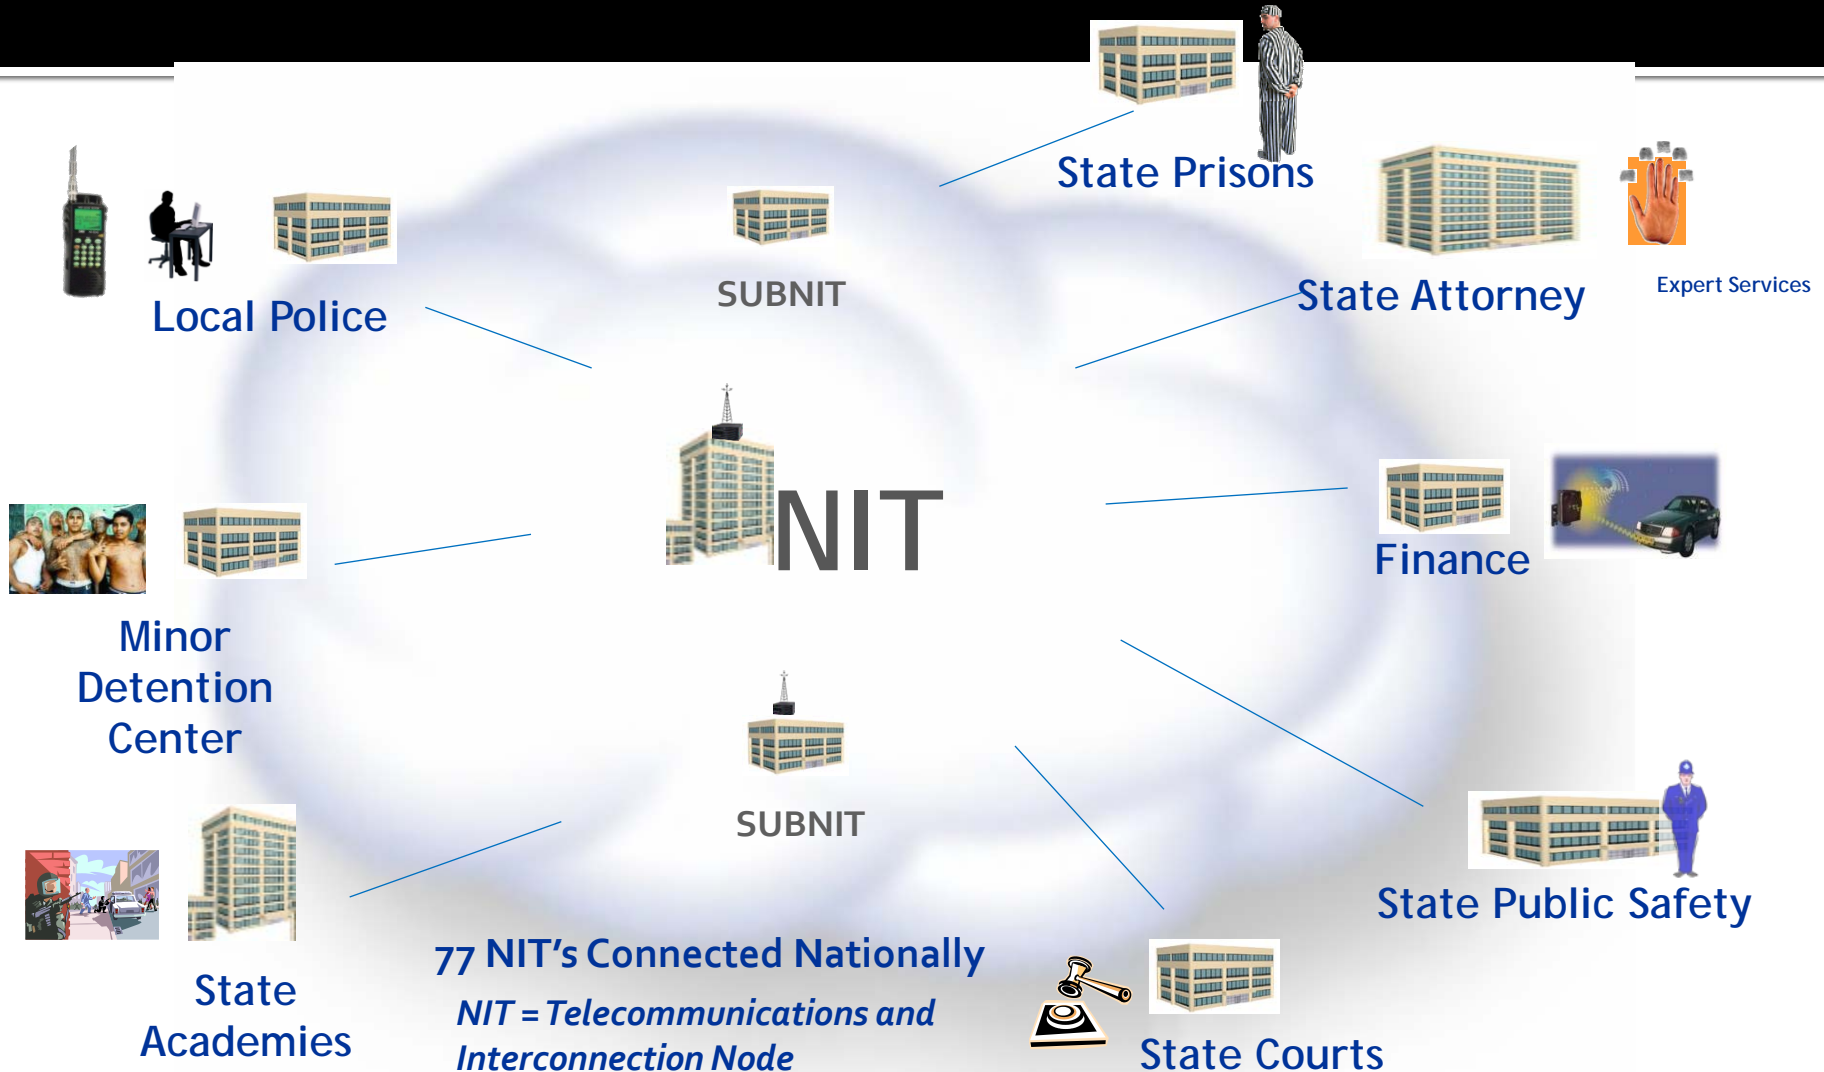 State Prisons
State Attorney
Expert Services
Local Police
SUBNIT
NIT
Finance
Minor
Detention
Center
SUBNIT
State Public Safety
State
Academies
77 NIT's Connected Nationally
NIT = Telecommunications and
Interconnection Node
State Courts